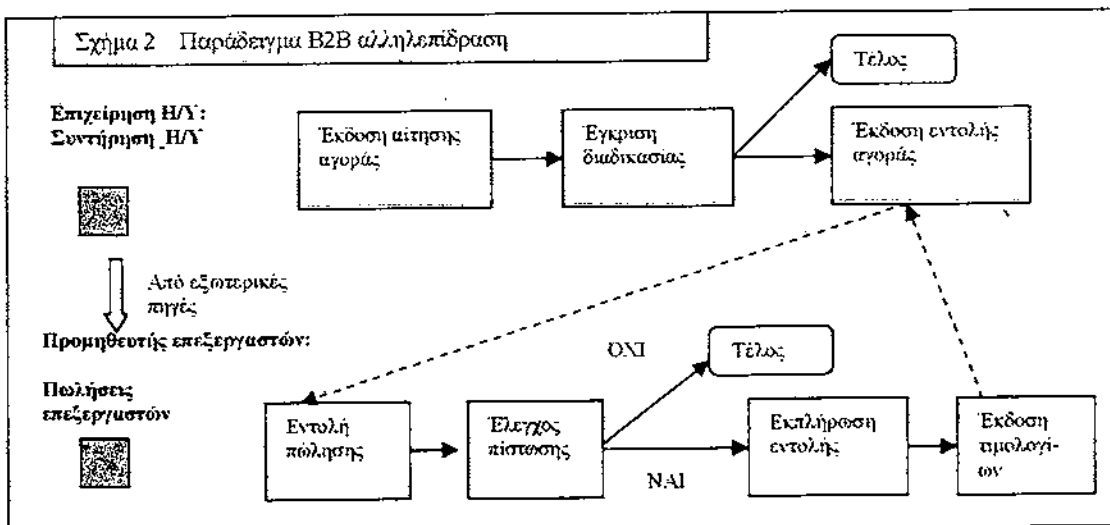 Σχήμα 2 Παράδειγμα B2B αλληλεπίδραση
Τέλος
Επιχείρηση Η/Υ:
Συντήρηση Η/Υ
Έκδοση αίτησης
αγοράς
Έγκριση
διαδικασίας
Έκδοση εντολής
αγοράς
Από εξωτερικές
πηγές
Προμηθευτής επεξεργαστών:
ΌΧΙ
Τέλος
Πωλήσεις
επεξεργαστών
Εντολή
πώλησης
Έλεγχος
πίστωσης
Εκπλήρωση
εντολής
Έκδοση
τιμολογί-
ων
ΝΑΙ